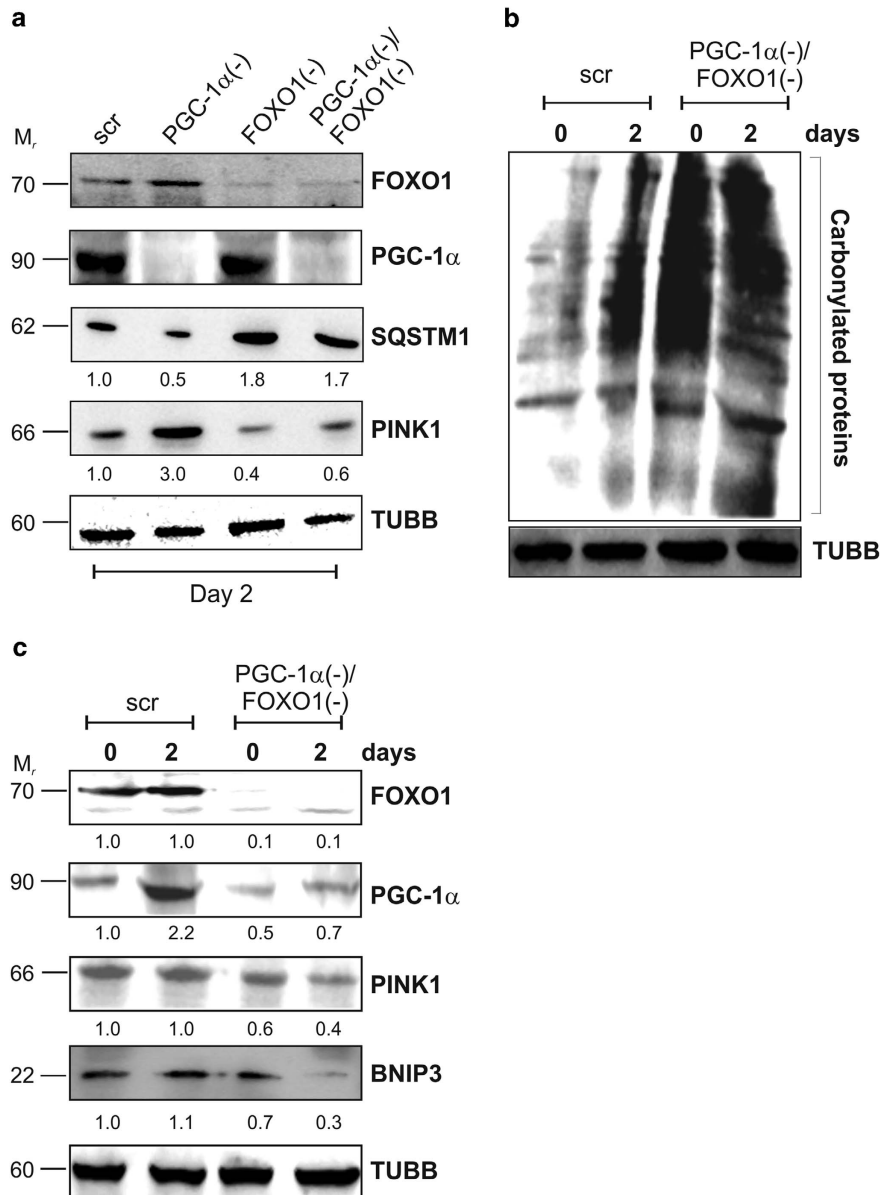 a
M_r scr PGC-1α(-) FOXO1(-) PGC-1α(-)/
FOXO1(-)
70 FOXO1
90 PGC-1α
62 SQSTM1
1.0 0.5 1.8 1.7
66 PINK1
1.0 3.0 0.4 0.6
60 TUBB
Day 2
b
PGC-1α(-)/
scr FOXO1(-)
0 2 0 2 days
Carbonylated proteins
TUBB
c
PGC-1α(-)/
scr FOXO1(-)
0 2 0 2 days
M_r
70 FOXO1
1.0 1.0 0.1 0.1
90 PGC-1α
1.0 2.2 0.5 0.7
66 PINK1
1.0 1.0 0.6 0.4
22 BNIP3
1.0 1.1 0.7 0.3
60 TUBB